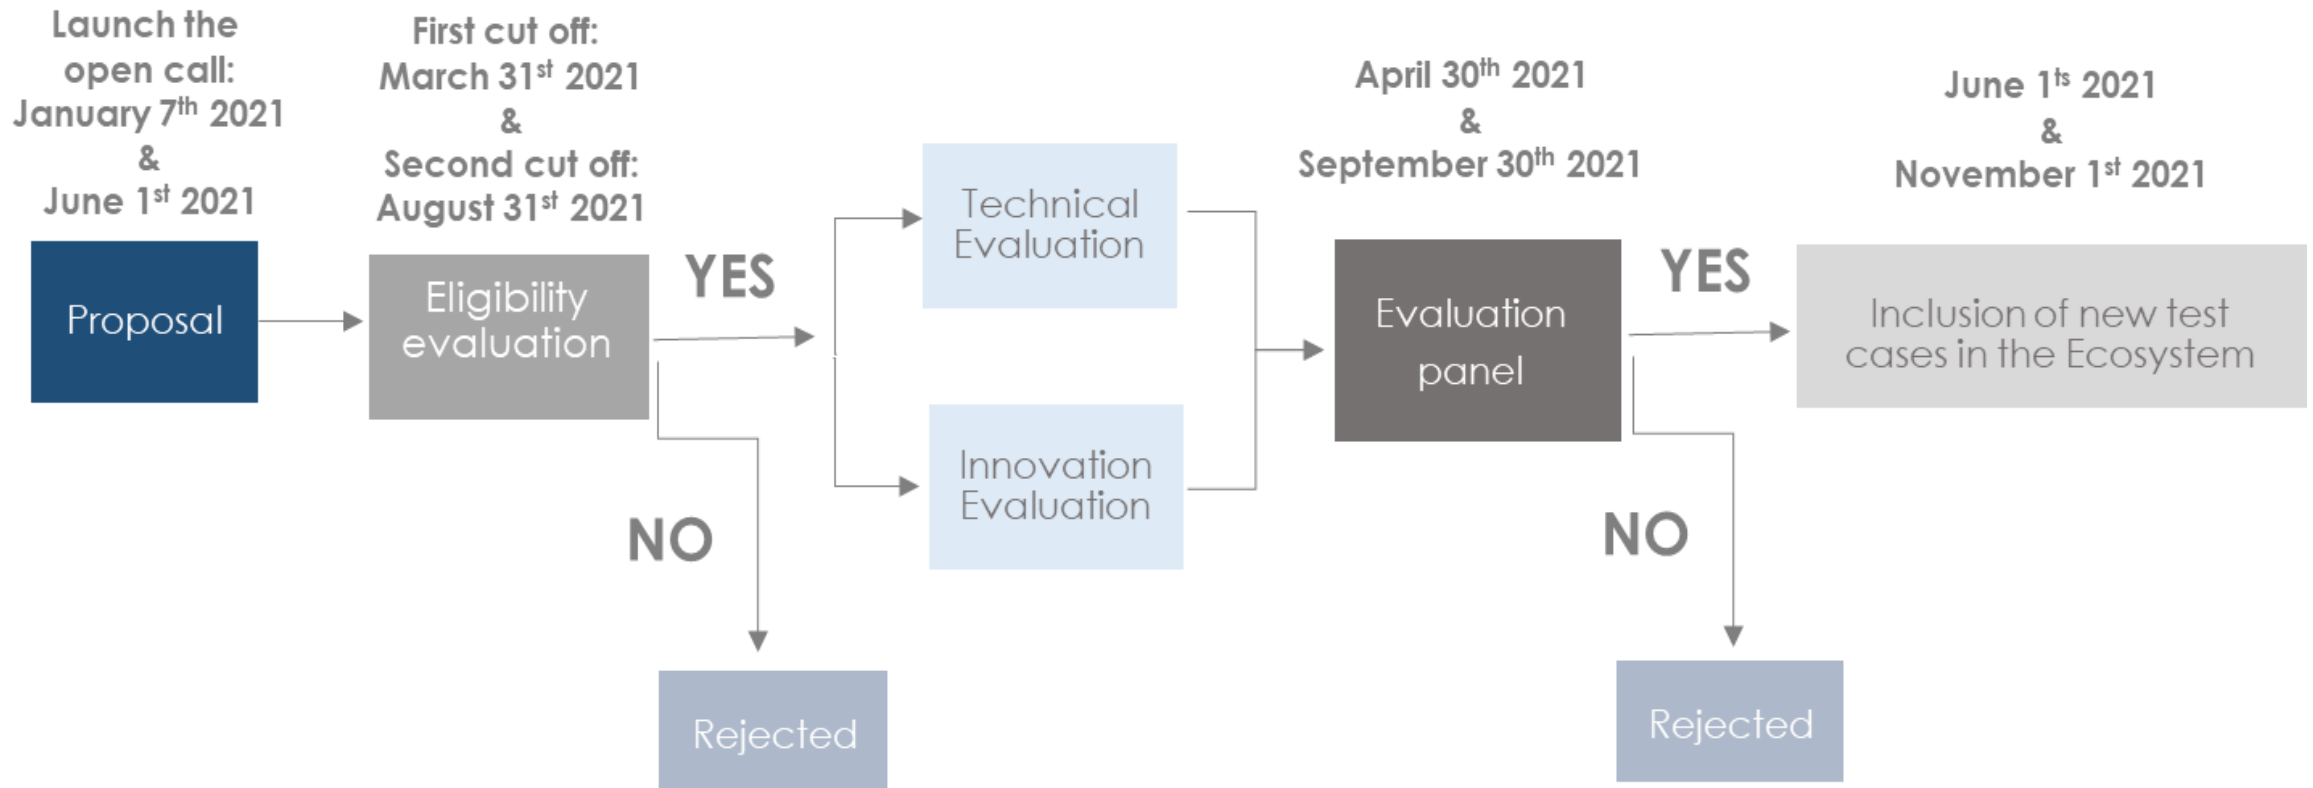 Launch the
open call:
January 7th 2021
&
June 1st 2021
Proposal
First cut off:
March 31st 2021
&
Second cut off:
August 31st 2021
Eligibility
evaluation
YES
NO
Rejected
Technical
Evaluation
Innovation
Evaluation
April 30th 2021
&
September 30th 2021
Evaluation
panel
YES
NO
Rejected
June 1ts 2021
&
November 1st 2021
Inclusion of new test
cases in the Ecosystem